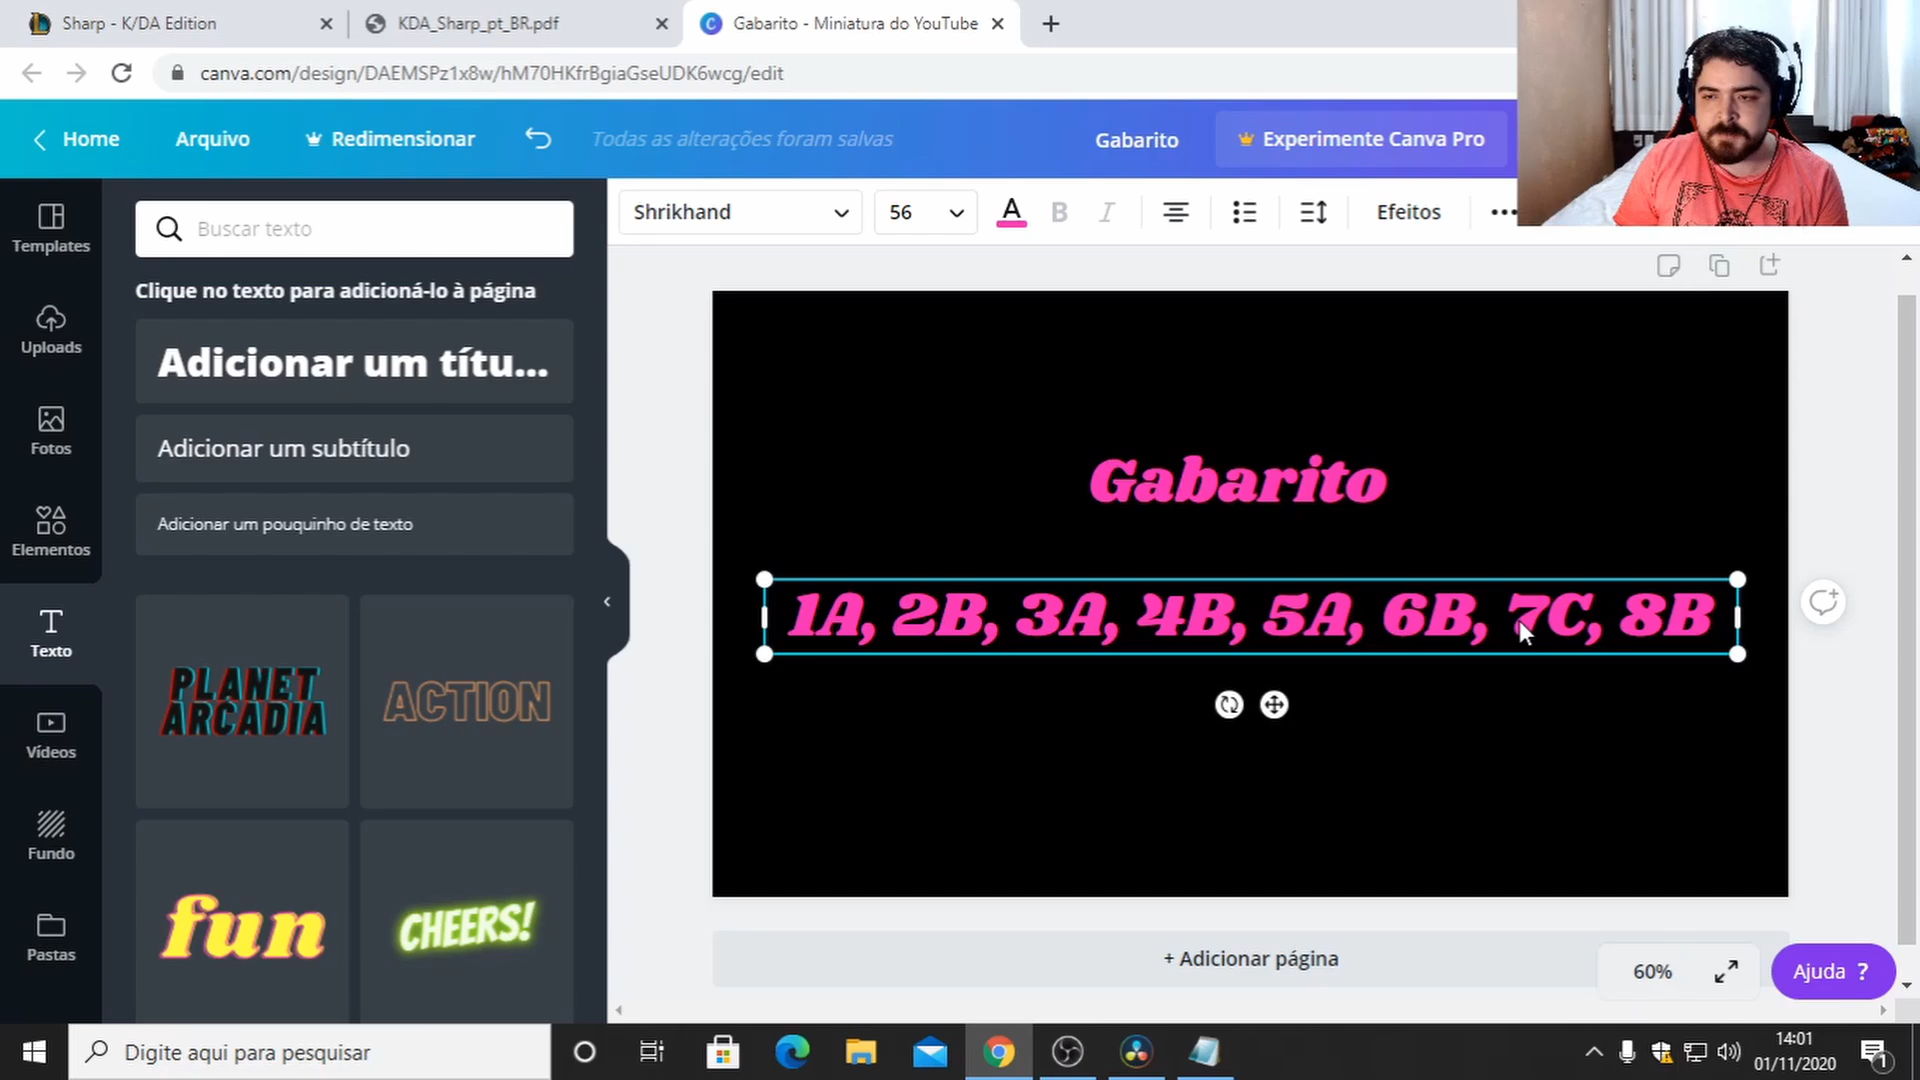 Sharp - K/DA Edition
KDA_Sharp_pt_BR.pdf
Gabarito - Miniatura do YouTube
canva.com/design/DAEMSPz1x8w/hM70HKfrBgiaGseUDK6wcg/edit
Home
Arquivo
Redimensionar
Todas as alterações foram salvas
Gabarito
Experimente Canva Pro
Templates
Uploads
Fotos
Elementos
Texto
Vídeos
Fundo
Pastas
Buscar texto
Clique no texto para adicioná-lo à página
Adicionar um títu...
Adicionar um subtítulo
Adicionar um pouquinho de texto
PLANET
ARCADIA
ACTION
fun
CHEERS!
Shrikhand
56
A
B
I
Efeitos
Gabarito
1A, 2B, 3A, 4B, 5A, 6B, 7C, 8B
+ Adicionar página
60%
Ajuda ?
Digite aqui para pesquisar
14:01
01/11/2020
1